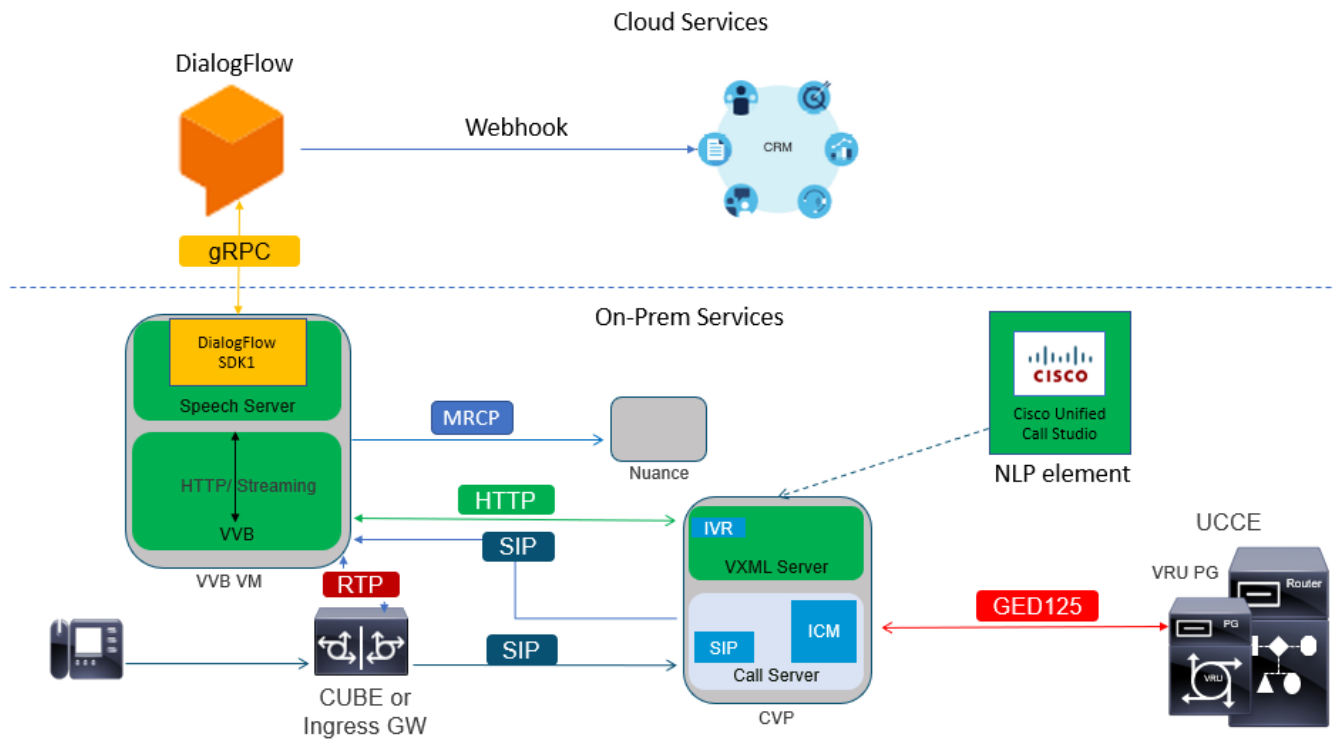 Cloud Services
DialogFlow
Webhook
CRM
gRPC
On-Prem Services
DialogFlow
SDK1
Speech Server
HTTP/ Streaming
VVB
VVB VM
MRCP
Nuance
CISCO
Cisco Unified
Call Studio
NLP element
HTTP
SIP
IVR
VXML Server
RTP
SIP
SIP
ICM
Call Server
CVP
CUBE or
Ingress GW
GED125
UCCE
VRU PG
Router
PG
VRU